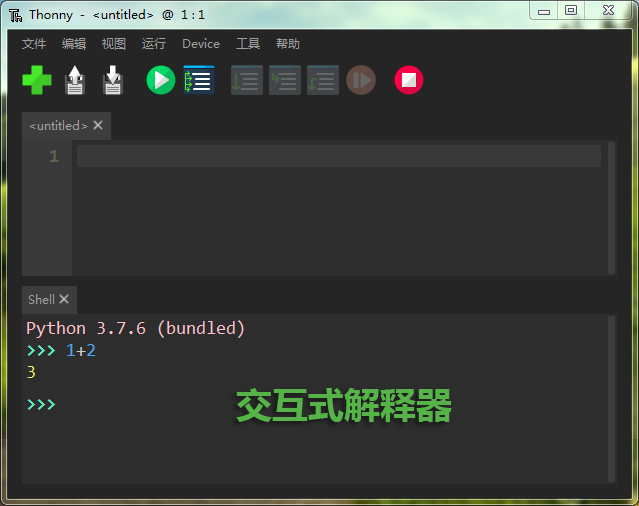 Thonny - <untitled> @ 1:1
文件 编辑 视图 运行 Device 工具 帮助
<untitled> ×
1
Shell ×
Python 3.7.6 (bundled)
>>> 1+2
3
>>>
交互式解释器